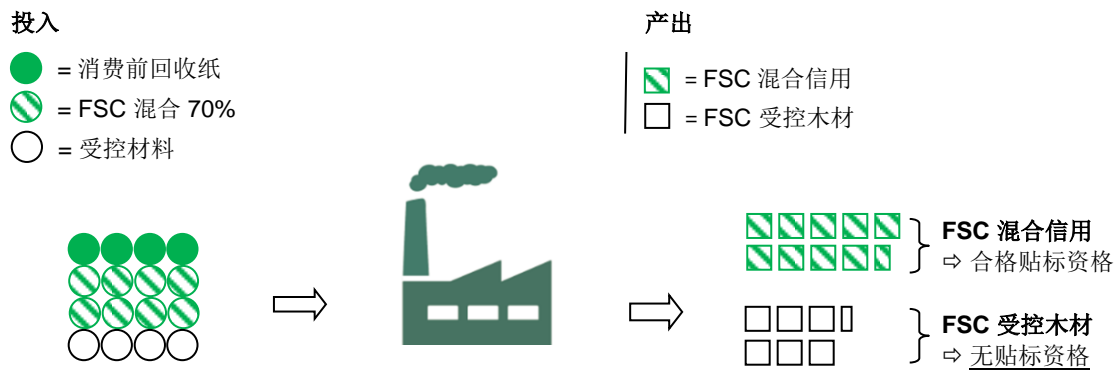 投入
= 消费前回收纸
= FSC 混合 70%
= 受控材料
产出
= FSC 混合信用
= FSC 受控木材
FSC 混合信用
⇨ 合格贴标资格
FSC 受控木材
⇨ 无贴标资格